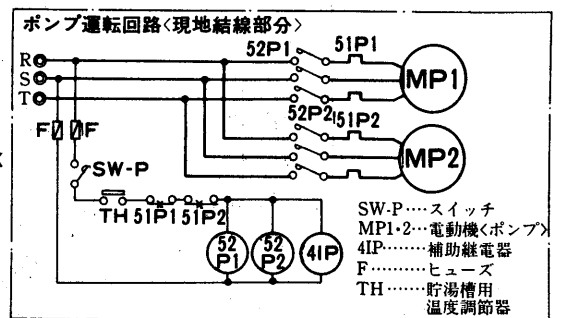 ポンプ運転回路<現地結線部分>
52P1 51P1
R
S
T
MP1
52P2 51P2
MP2
F F
SW-P
TH 51P1 51P2
52 P1
52 P2
4IP
SW-P‥‥スイッチ
MP1・2‥‥電動機<ポンプ>
4IP‥‥‥‥補助継電器
F‥‥‥‥‥ヒューズ
TH‥‥‥貯湯槽用
温度調節器